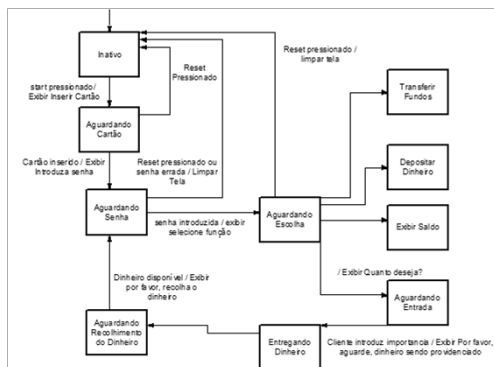 Inativo
Reset
Pressionado
Reset pressionado /
limpar tela
Transferir
Fundos
start pressionado/
Exibir Inserir Cartão
Aguardando
Cartão
Cartão inserido / Exibir
Introduza senha
Reset pressionado ou
senha errada / Limpar
Tela
Depositar
Dinheiro
Aguardando
Senha
senha introduzida / exibir
selecione função
Aguardando
Escolha
Exibir Saldo
/ Exibir Quanto deseja?
Dinheiro disponível / Exibir
por favor, recolha o
dinheiro
Aguardando
Entrada
Aguardando
Recolhimento
do Dinheiro
Entregando
Dinheiro
Cliente introduz importancia / Exibir Por favor,
aguarde, dinheiro sendo providenciado